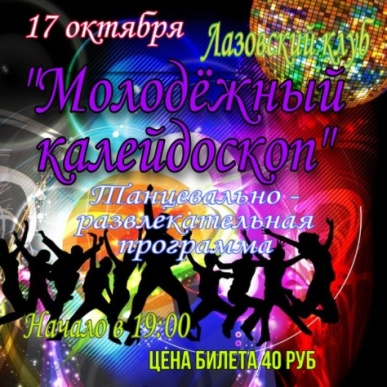 17 октября
Лазовский клуб
"Молодёжный
калейдоскоп"
Танцевально -
развлекательная
программа
Начало в 19:00
ЦЕНА БИЛЕТА 40 РУБ